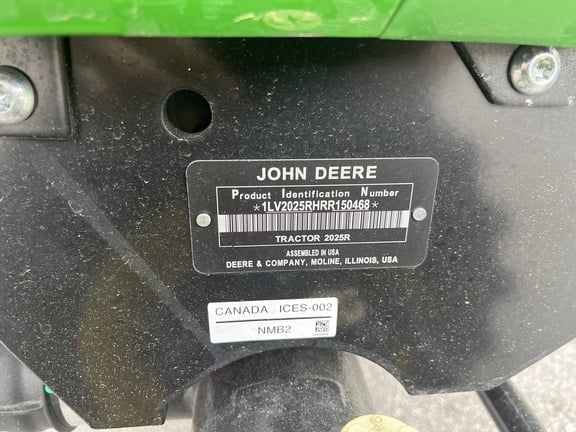 JOHN DEERE
Product Identification Number
*1LV2025RHRR150468*
TRACTOR 2025R
ASSEMBLED IN USA
DEERE & COMPANY, MOLINE, ILLINOIS, USA
CANADA ICES-002
NMB2